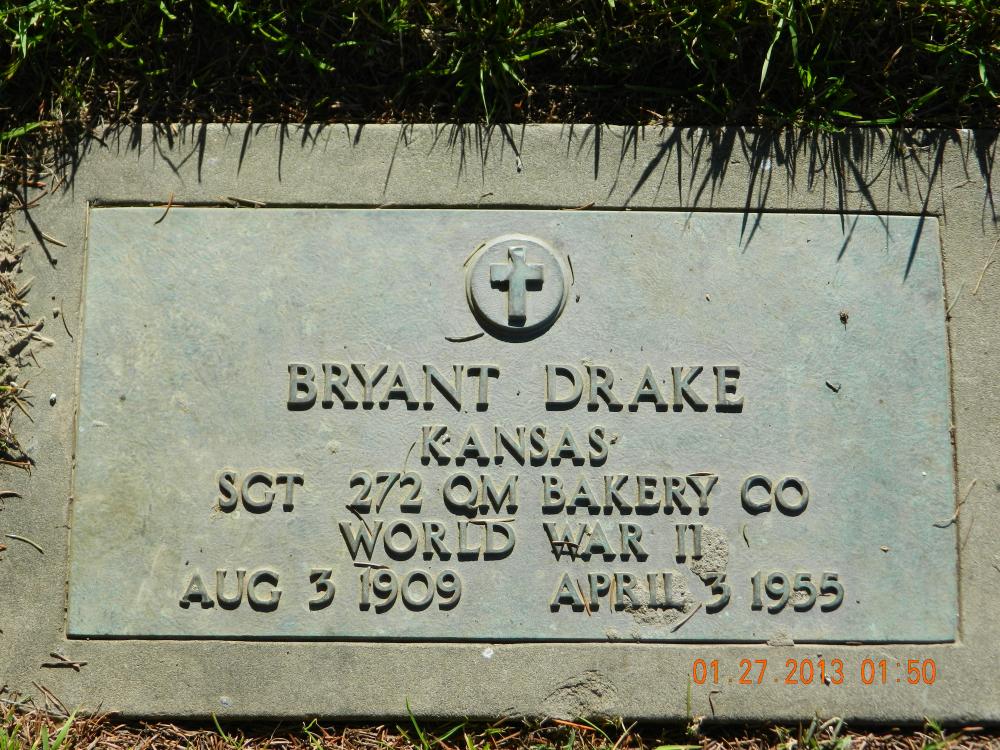 BRYANT DRAKE
KANSAS
SGT 272 QM BAKERY CO
WORLD WAR II
AUG 3 1909 APRIL 3 1955
01.27.2013 01:50